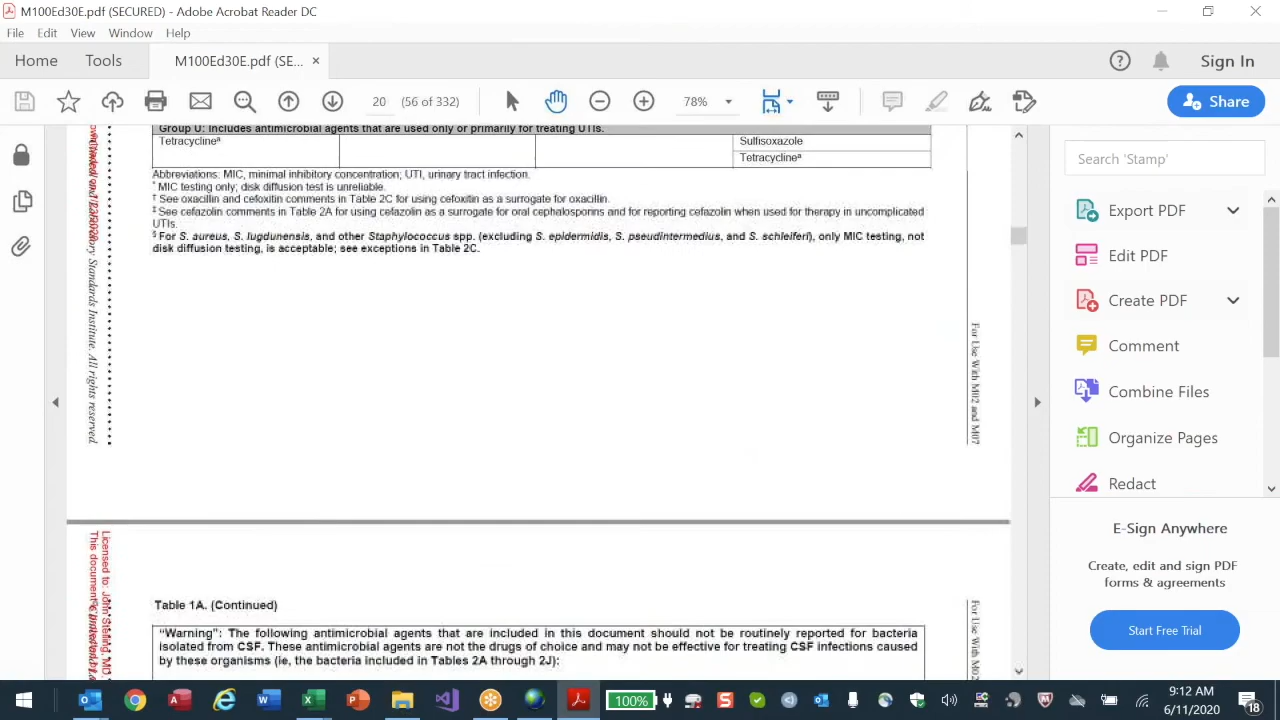 M100Ed30E.pdf (SECURED) - Adobe Acrobat Reader DC
File Edit View Window Help
Home Tools M100Ed30E.pdf (SE... × Sign In
20 (56 of 332) 78% Share
Group U: Includes antimicrobial agents that are used only or primarily for treating UTIs.
Tetracyclineᵃ Sulfisoxazole
Tetracyclineᵃ
Abbreviations: MIC, minimal inhibitory concentration; UTI, urinary tract infection.
* MIC testing only; disk diffusion test is unreliable.
† See oxacillin and cefoxitin comments in Table 2C for using cefoxitin as a surrogate for oxacillin.
‡ See cefazolin comments in Table 2A for using cefazolin as a surrogate for oral cephalosporins and for reporting cefazolin when used for therapy in uncomplicated
UTIs.
§ For S. aureus, S. lugdunensis, and other Staphylococcus spp. (excluding S. epidermidis, S. pseudintermedius, and S. schleiferi), only MIC testing, not
disk diffusion testing, is acceptable; see exceptions in Table 2C.
Standards Institute. All rights reserved.
For Use With M02 and M07
Licensed to: John
This document
Table 1A. (Continued)
For Use With M02
“Warning”: The following antimicrobial agents that are included in this document should not be routinely reported for bacteria
isolated from CSF. These antimicrobial agents are not the drugs of choice and may not be effective for treating CSF infections caused
by these organisms (ie, the bacteria included in Tables 2A through 2J):
Search 'Stamp'
Export PDF
Edit PDF
Create PDF
Comment
Combine Files
Organize Pages
Redact
E-Sign Anywhere
Create, edit and sign PDF
forms & agreements
Start Free Trial
100%
9:12 AM
6/11/2020
18